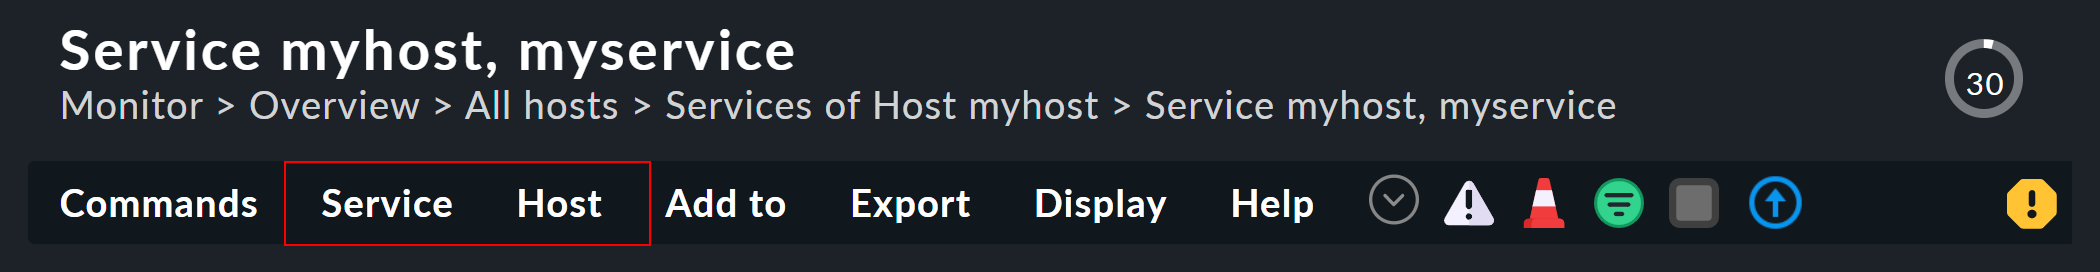 Service myhost, myservice
Monitor > Overview > All hosts > Services of Host myhost > Service myhost, myservice
30
Commands Service Host Add to Export Display Help